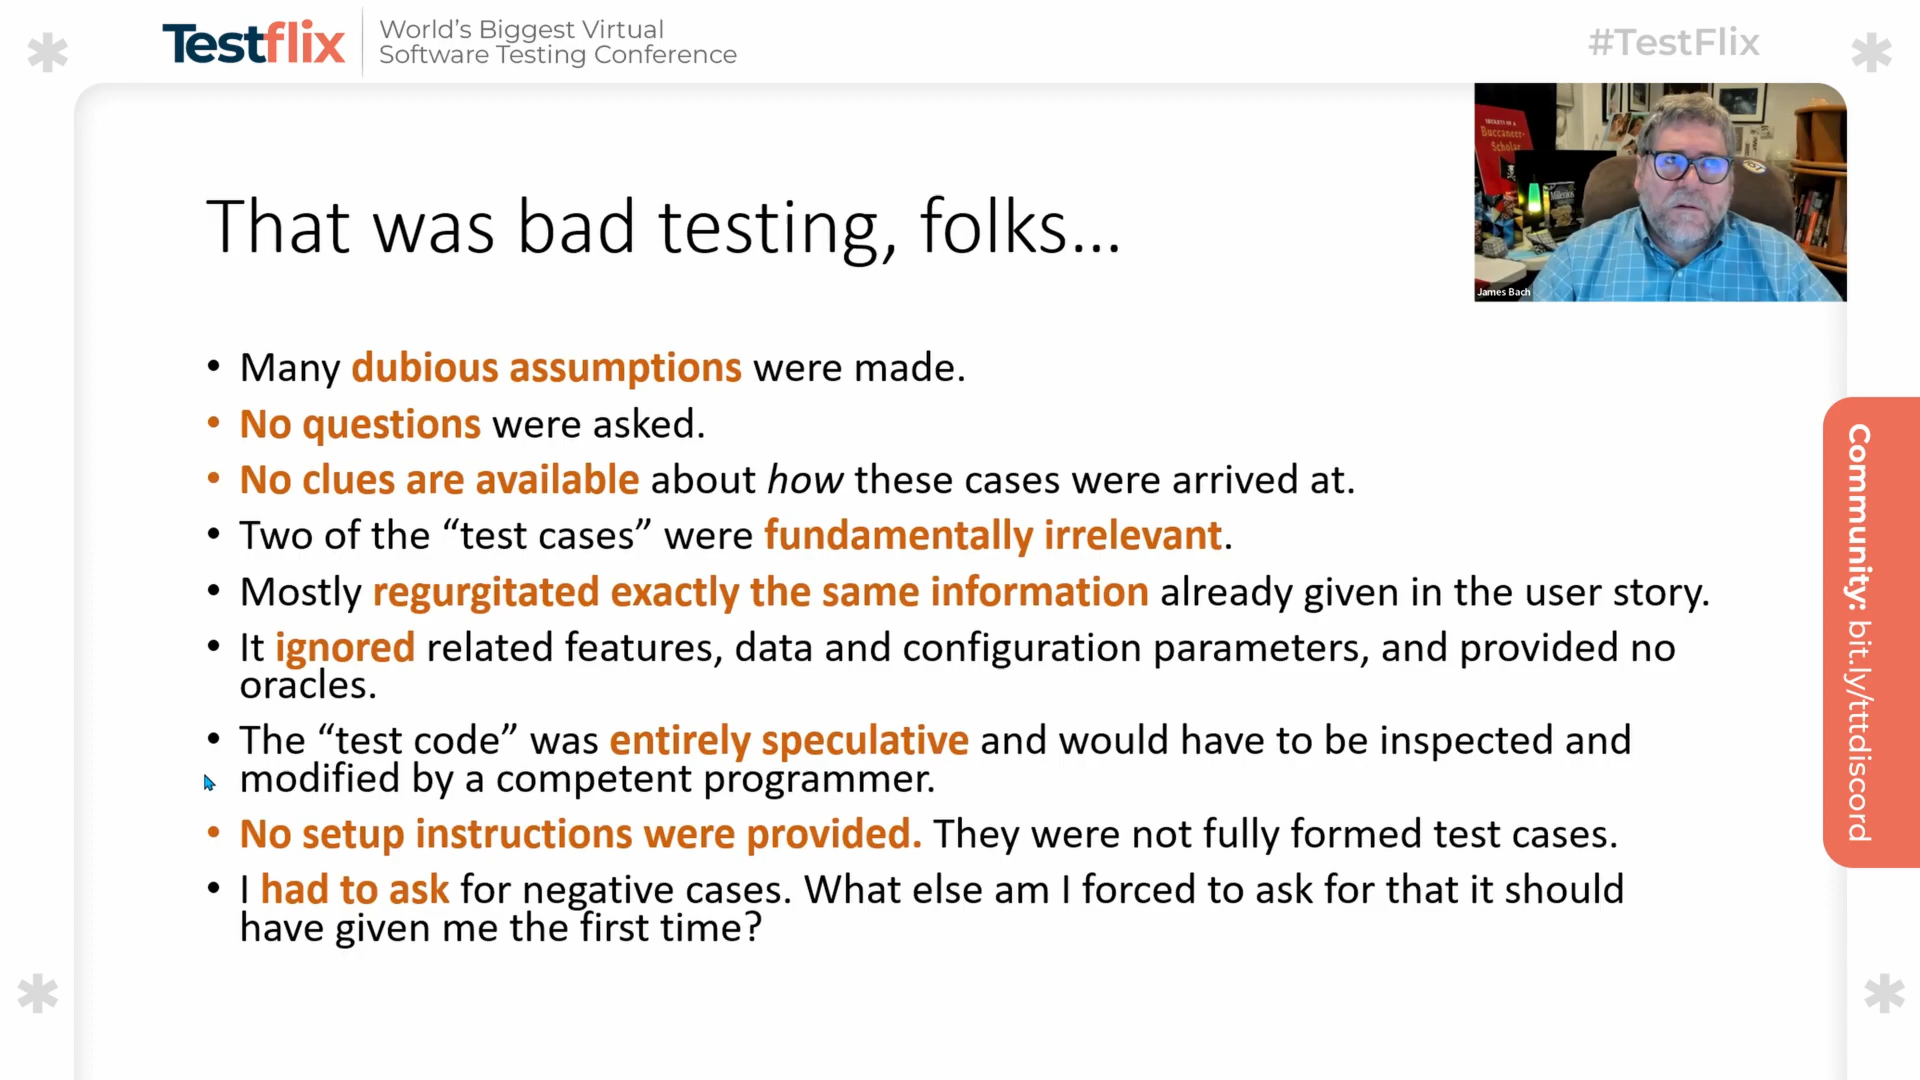 Testflix
World's Biggest Virtual
Software Testing Conference
#TestFlix
SECRETS OF A
Buccaneer-
Scholar
James Bach
That was bad testing, folks...
• Many dubious assumptions were made.
• No questions were asked.
• No clues are available about how these cases were arrived at.
• Two of the “test cases” were fundamentally irrelevant.
• Mostly regurgitated exactly the same information already given in the user story.
• It ignored related features, data and configuration parameters, and provided no
oracles.
• The “test code” was entirely speculative and would have to be inspected and
modified by a competent programmer.
• No setup instructions were provided. They were not fully formed test cases.
• I had to ask for negative cases. What else am I forced to ask for that it should
have given me the first time?
Community: bit.ly/tttdiscord